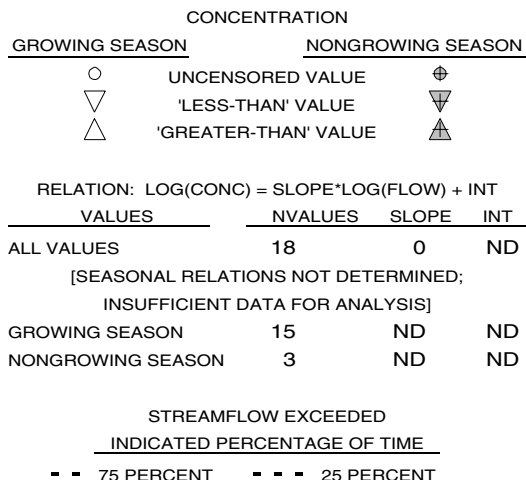 CONCENTRATION
GROWING SEASON NONGROWING SEASON
UNCENSORED VALUE
'LESS-THAN' VALUE
'GREATER-THAN' VALUE
RELATION: LOG(CONC) = SLOPE*LOG(FLOW) + INT
VALUES NVALUES SLOPE INT
ALL VALUES 18 0 ND
[SEASONAL RELATIONS NOT DETERMINED;
INSUFFICIENT DATA FOR ANALYSIS]
GROWING SEASON 15 ND ND
NONGROWING SEASON 3 ND ND
STREAMFLOW EXCEEDED
INDICATED PERCENTAGE OF TIME
75 PERCENT 25 PERCENT